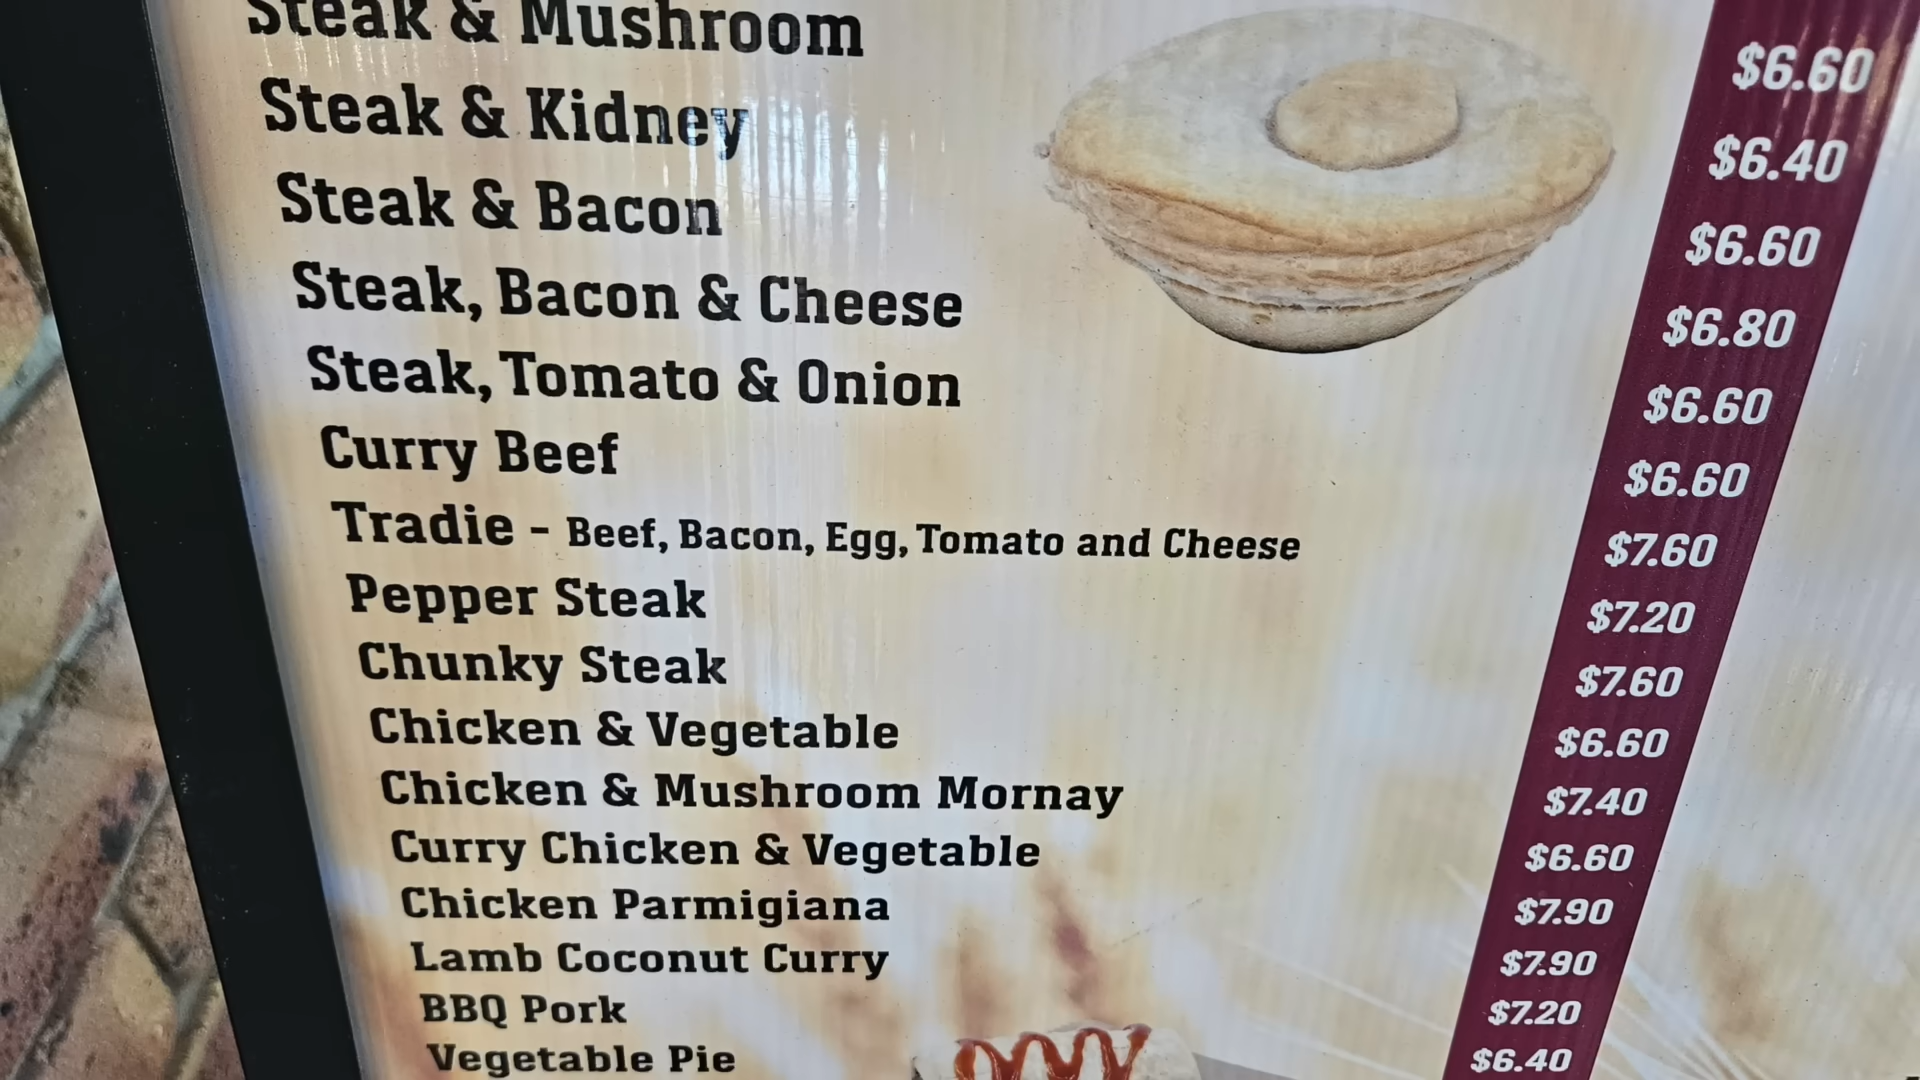 Steak & Mushroom $6.60
Steak & Kidney $6.40
Steak & Bacon $6.60
Steak, Bacon & Cheese $6.80
Steak, Tomato & Onion $6.60
Curry Beef $6.60
Tradie - Beef, Bacon, Egg, Tomato and Cheese $7.60
Pepper Steak $7.20
Chunky Steak $7.60
Chicken & Vegetable $6.60
Chicken & Mushroom Mornay $7.40
Curry Chicken & Vegetable $6.60
Chicken Parmigiana $7.90
Lamb Coconut Curry $7.90
BBQ Pork $7.20
Vegetable Pie $6.40